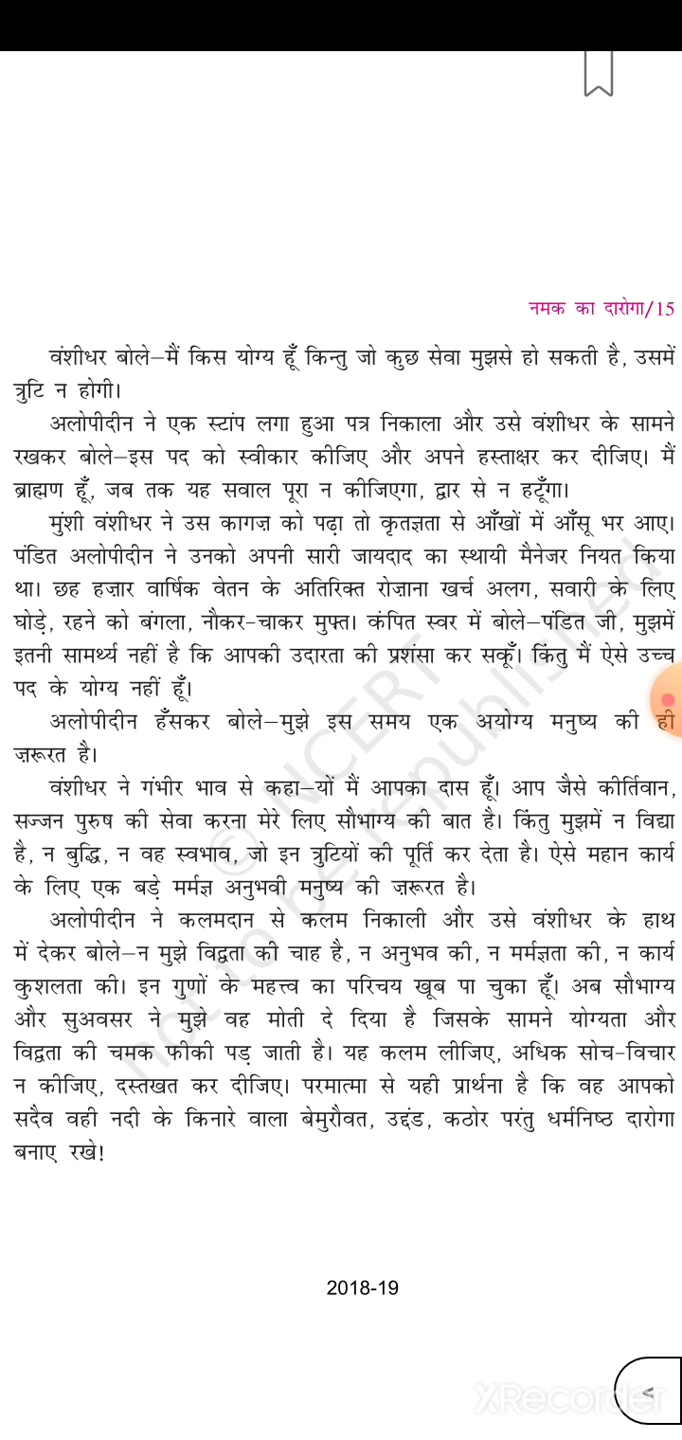 नमक का दारोगा/15
वंशीधर बोले–मैं किस योग्य हूँ किन्तु जो कुछ सेवा मुझसे हो सकती है, उसमें
त्रुटि न होगी।
अलोपीदीन ने एक स्टांप लगा हुआ पत्र निकाला और उसे वंशीधर के सामने
रखकर बोले–इस पद को स्वीकार कीजिए और अपने हस्ताक्षर कर दीजिए। मैं
ब्राह्मण हूँ, जब तक यह सवाल पूरा न कीजिएगा, द्वार से न हटूँगा।
मुंशी वंशीधर ने उस कागज़ को पढ़ा तो कृतज्ञता से आँखों में आँसू भर आए।
पंडित अलोपीदीन ने उनको अपनी सारी जायदाद का स्थायी मैनेजर नियत किया
था। छह हज़ार वार्षिक वेतन के अतिरिक्त रोज़ाना खर्च अलग, सवारी के लिए
घोड़े, रहने को बंगला, नौकर-चाकर मुफ्त। कंपित स्वर में बोले–पंडित जी, मुझमें
इतनी सामर्थ्य नहीं है कि आपकी उदारता की प्रशंसा कर सकूँ। किंतु मैं ऐसे उच्च
पद के योग्य नहीं हूँ।
अलोपीदीन हँसकर बोले–मुझे इस समय एक अयोग्य मनुष्य की ही
ज़रूरत है।
वंशीधर ने गंभीर भाव से कहा–यों मैं आपका दास हूँ। आप जैसे कीर्तिवान,
सज्जन पुरुष की सेवा करना मेरे लिए सौभाग्य की बात है। किंतु मुझमें न विद्या
है, न बुद्धि, न वह स्वभाव, जो इन त्रुटियों की पूर्ति कर देता है। ऐसे महान कार्य
के लिए एक बड़े मर्मज्ञ अनुभवी मनुष्य की ज़रूरत है।
अलोपीदीन ने कलमदान से कलम निकाली और उसे वंशीधर के हाथ
में देकर बोले–न मुझे विद्वता की चाह है, न अनुभव की, न मर्मज्ञता की, न कार्य
कुशलता की। इन गुणों के महत्त्व का परिचय खूब पा चुका हूँ। अब सौभाग्य
और सुअवसर ने मुझे वह मोती दे दिया है जिसके सामने योग्यता और
विद्वता की चमक फीकी पड़ जाती है। यह कलम लीजिए, अधिक सोच-विचार
न कीजिए, दस्तखत कर दीजिए। परमात्मा से यही प्रार्थना है कि वह आपको
सदैव वही नदी के किनारे वाला बेमुरौवत, उद्दंड, कठोर परंतु धर्मनिष्ठ दारोगा
बनाए रखे!
© NCERT
not to be republished
2018-19
XRecorder